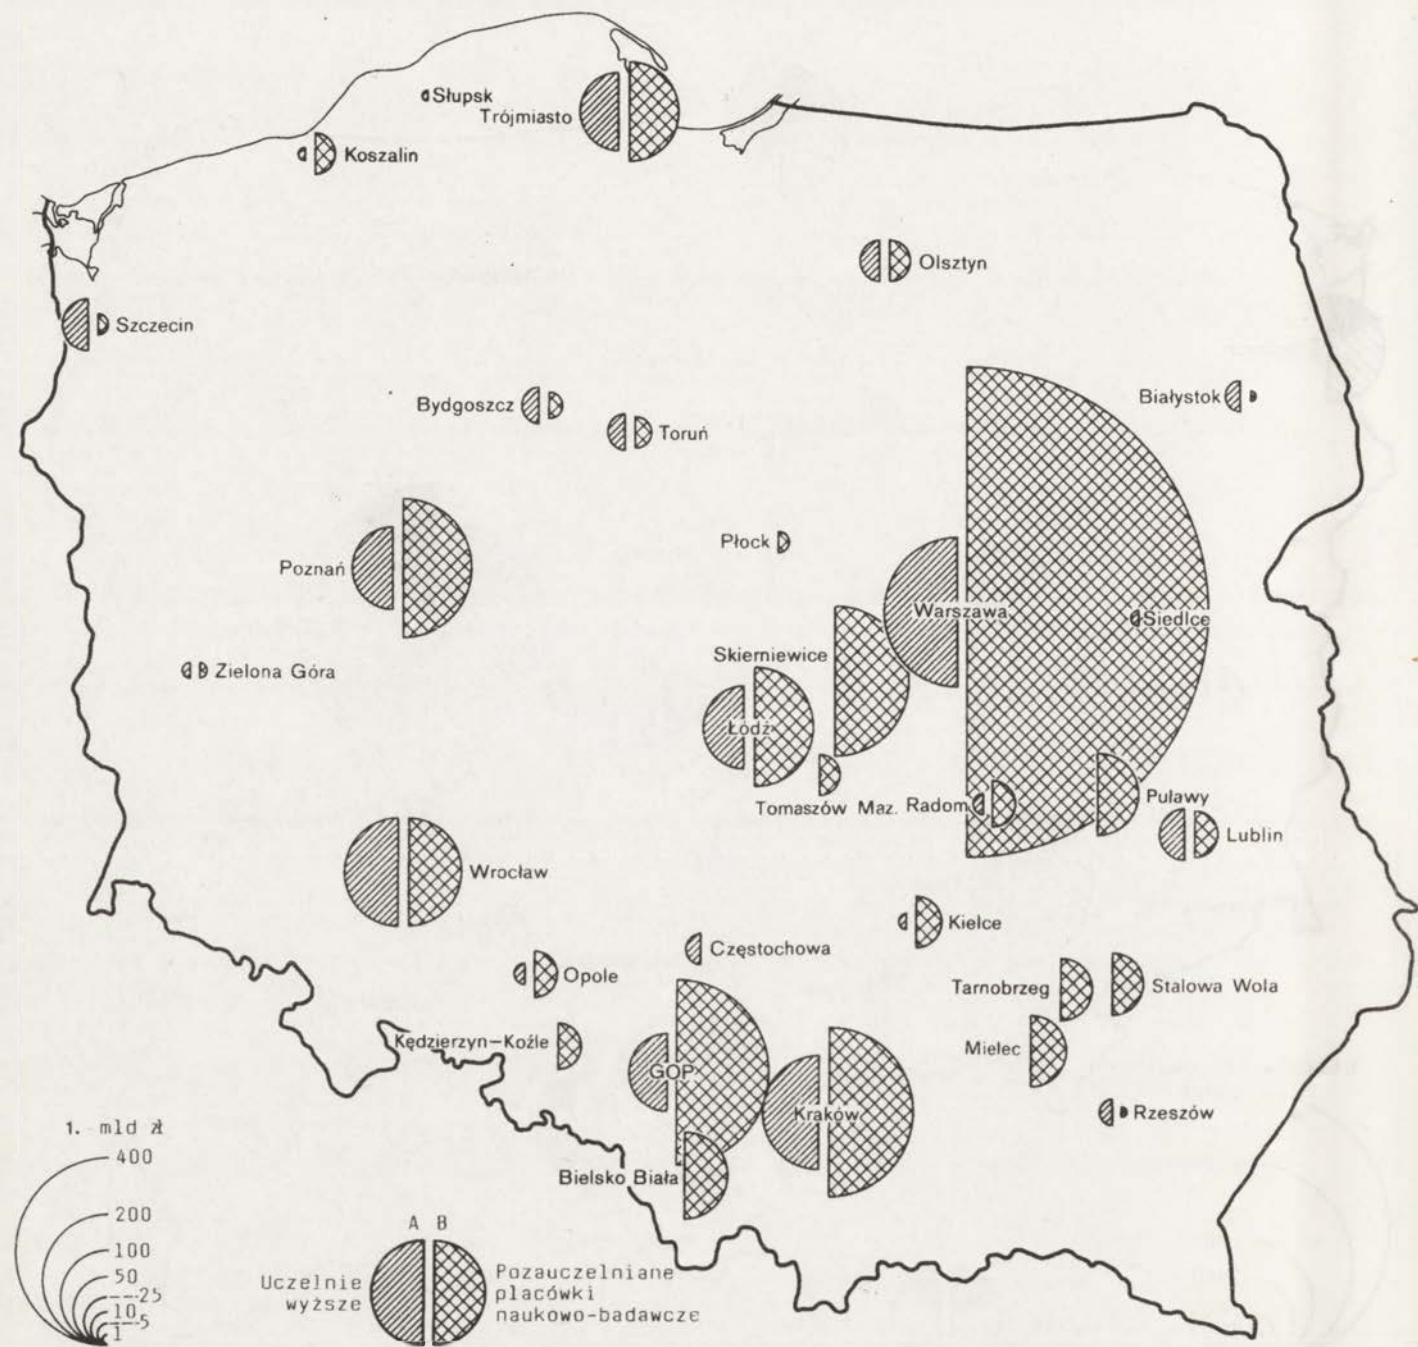 Słupsk
Trójmiasto
Koszalin
Olsztyn
Szczecin
Bydgoszcz
Toruń
Białystok
Płock
Poznań
Warszawa
Siedlce
Skierniewice
Zielona Góra
Łódź
Tomaszów Maz.
Radom
Puławy
Lublin
Wrocław
Kielce
Częstochowa
Opole
Tarnobrzeg
Stalowa Wola
Kędzierzyn-Koźle
Mielec
GOP
Kraków
Rzeszów
Bielsko Biała
1. mld zł
400
200
100
50
25
10
5
1
A B
Uczelnie
wyższe
Pozauczelniane
placówki
naukowo-badawcze